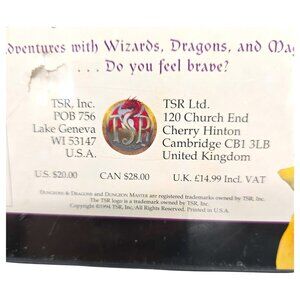 Adventures with Wizards, Dragons, and Mag
. . . Do you feel brave?
TSR, Inc.
POB 756
Lake Geneva
WI 53147
U.S.A.
TSR
TSR Ltd.
120 Church End
Cherry Hinton
Cambridge CB1 3LB
United Kingdom
U.S. $20.00 CAN $28.00 U.K. £14.99 Incl. VAT
DUNGEONS & DRAGONS and DUNGEON MASTER are registered trademarks owned by TSR, Inc.
The TSR logo is a trademark owned by TSR, Inc.
Copyright ©1994 TSR, Inc. All Rights Reserved. Printed in U.S.A.